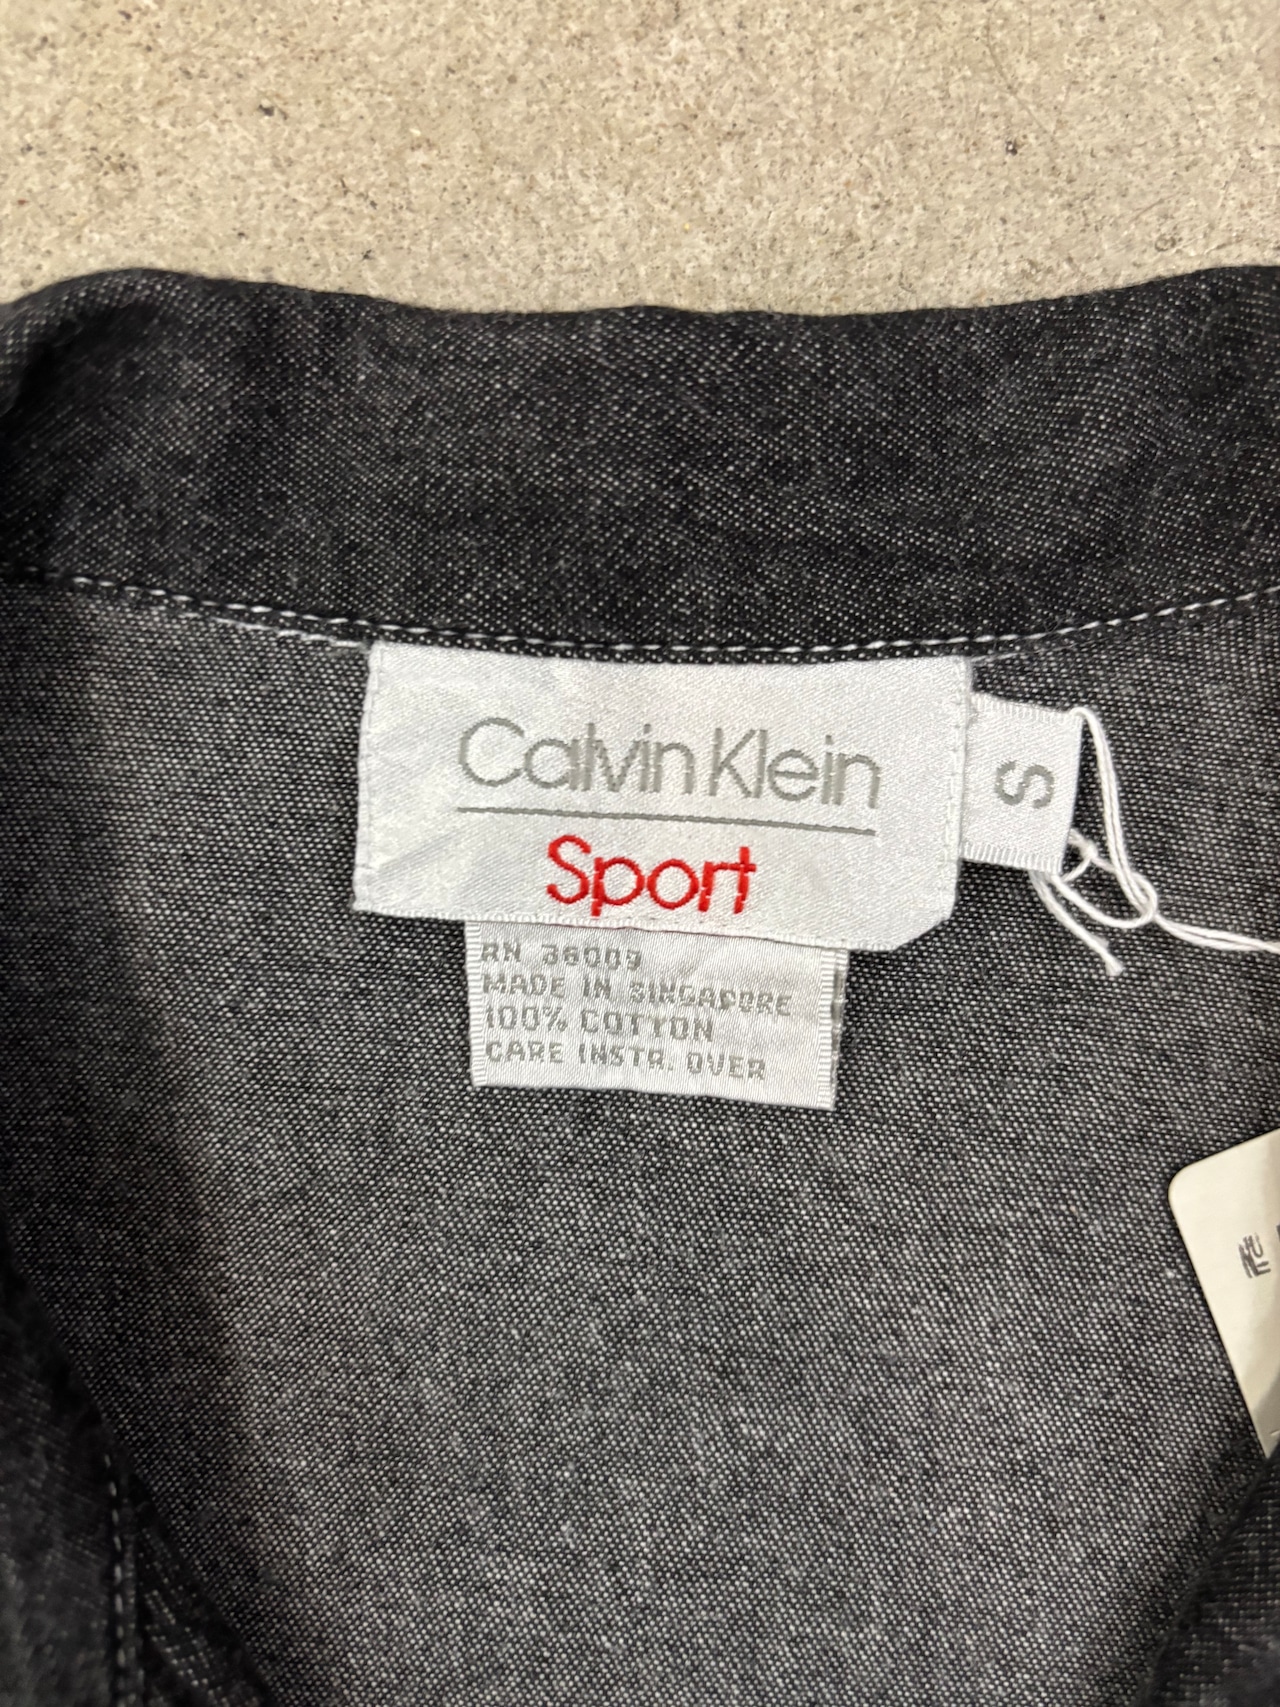 Calvin Klein
Sport
S
RN 36009
MADE IN SINGAPORE
100% COTTON
CARE INSTR. OVER